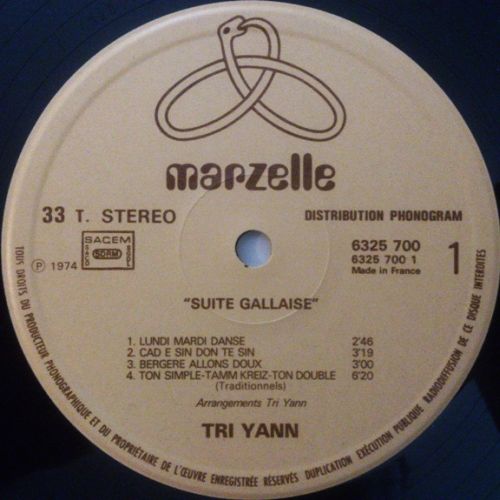 marzelle
33 T. STEREO
DISTRIBUTION PHONOGRAM
SACEM
SACD SDRM SGDL
℗ 1974
6325 700
6325 700 1
Made in France
1
"SUITE GALLAISE"
1. LUNDI MARDI DANSE 2'46
2. CAD E SIN DON TE SIN 3'19
3. BERGERE ALLONS DOUX 3'00
4. TON SIMPLE-TAMM KREIZ-TON DOUBLE 6'20
(Traditionnels)
Arrangements Tri Yann
TRI YANN
TOUS DROITS DU PRODUCTEUR PHONOGRAPHIQUE ET DU PROPRIÉTAIRE DE L'ŒUVRE ENREGISTRÉE RÉSERVÉS DUPLICATION EXÉCUTION PUBLIQUE RADIODIFFUSION DE CE DISQUE INTERDITES